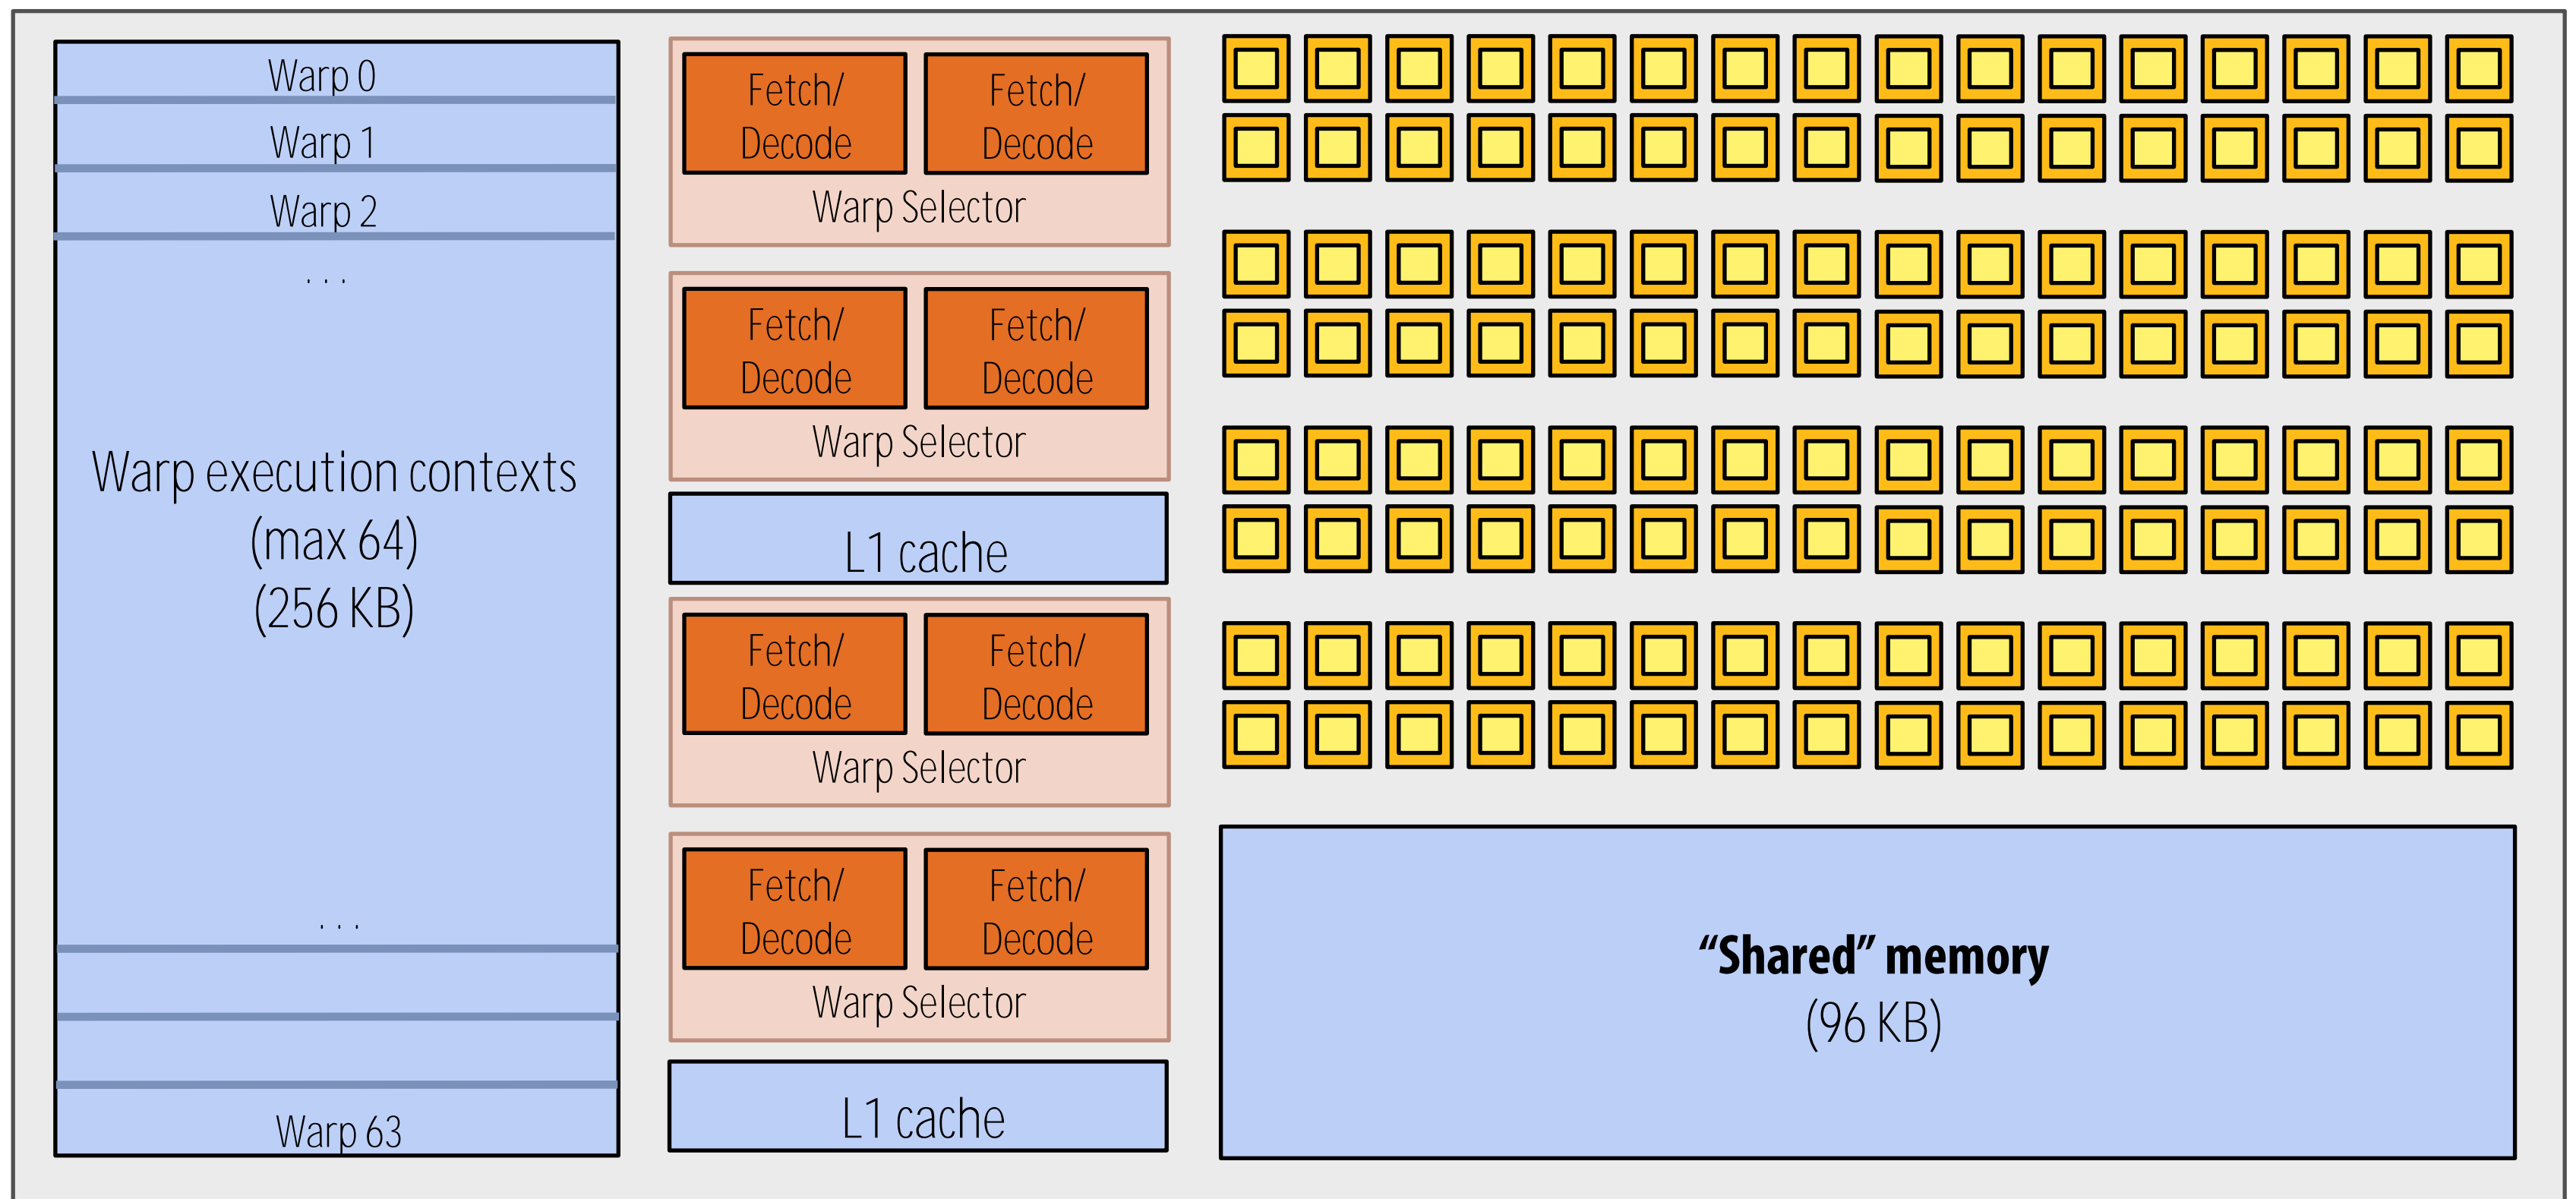 Warp 0
Warp 1
Warp 2
. . .
Warp execution contexts
(max 64)
(256 KB)
. . .
Warp 63
Fetch/
Decode
Fetch/
Decode
Warp Selector
Fetch/
Decode
Fetch/
Decode
Warp Selector
L1 cache
Fetch/
Decode
Fetch/
Decode
Warp Selector
Fetch/
Decode
Fetch/
Decode
Warp Selector
L1 cache
“Shared” memory
(96 KB)